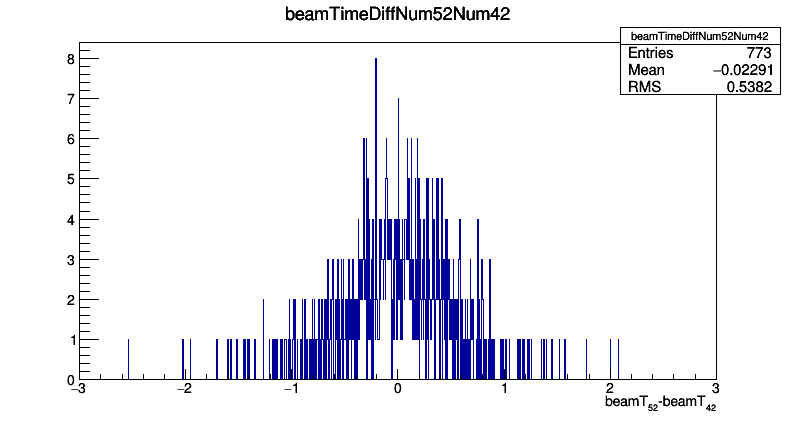 beamTimeDiffNum52Num42
beamTimeDiffNum52Num42
Entries 773
Mean −0.02291
RMS 0.5382
8
7
6
5
4
3
2
1
0
−3 −2 −1 0 1 2 3
beamT52-beamT42